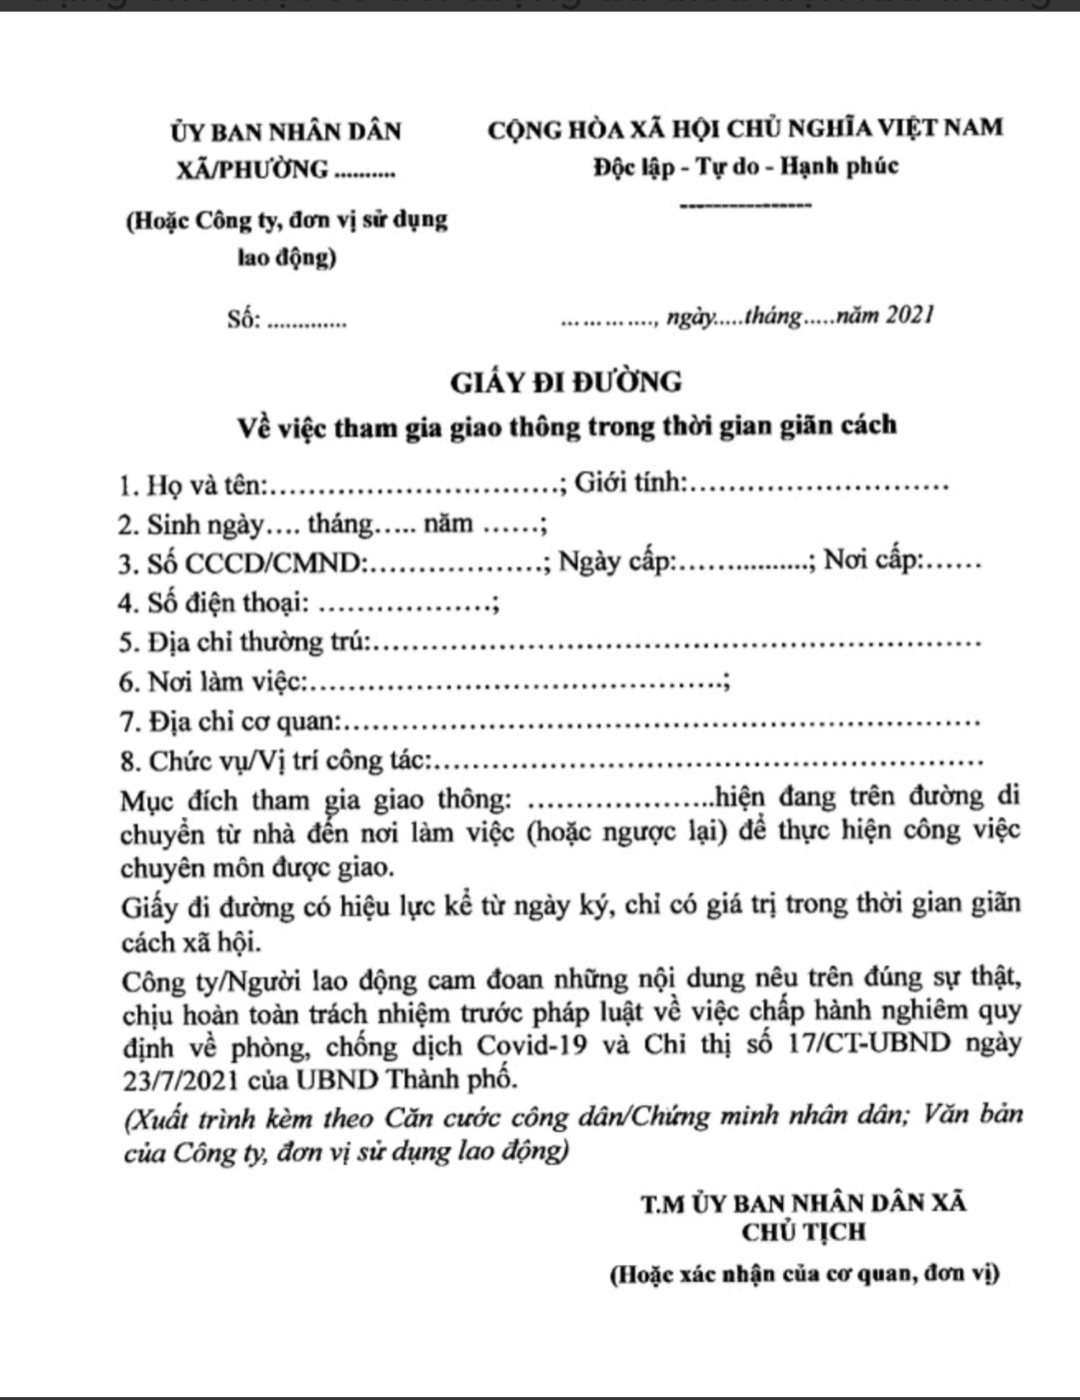 ỦY BAN NHÂN DÂN
XÃ/PHƯỜNG ..........
(Hoặc Công ty, đơn vị sử dụng
lao động)
CỘNG HÒA XÃ HỘI CHỦ NGHĨA VIỆT NAM
Độc lập - Tự do - Hạnh phúc
----------------
Số: .............
............., ngày.....tháng.....năm 2021
GIẤY ĐI ĐƯỜNG
Về việc tham gia giao thông trong thời gian giãn cách
1. Họ và tên:..............................; Giới tính:...........................
2. Sinh ngày.... tháng..... năm ......;
3. Số CCCD/CMND:..................; Ngày cấp:.................; Nơi cấp:......
4. Số điện thoại: ..................;
5. Địa chỉ thường trú:...............................................................
6. Nơi làm việc:...........................................;
7. Địa chỉ cơ quan:..................................................................
8. Chức vụ/Vị trí công tác:.........................................................
Mục đích tham gia giao thông: ....................hiện đang trên đường di
chuyển từ nhà đến nơi làm việc (hoặc ngược lại) để thực hiện công việc
chuyên môn được giao.
Giấy đi đường có hiệu lực kể từ ngày ký, chỉ có giá trị trong thời gian giãn
cách xã hội.
Công ty/Người lao động cam đoan những nội dung nêu trên đúng sự thật,
chịu hoàn toàn trách nhiệm trước pháp luật về việc chấp hành nghiêm quy
định về phòng, chống dịch Covid-19 và Chỉ thị số 17/CT-UBND ngày
23/7/2021 của UBND Thành phố.
(Xuất trình kèm theo Căn cước công dân/Chứng minh nhân dân; Văn bản
của Công ty, đơn vị sử dụng lao động)
T.M ỦY BAN NHÂN DÂN XÃ
CHỦ TỊCH
(Hoặc xác nhận của cơ quan, đơn vị)